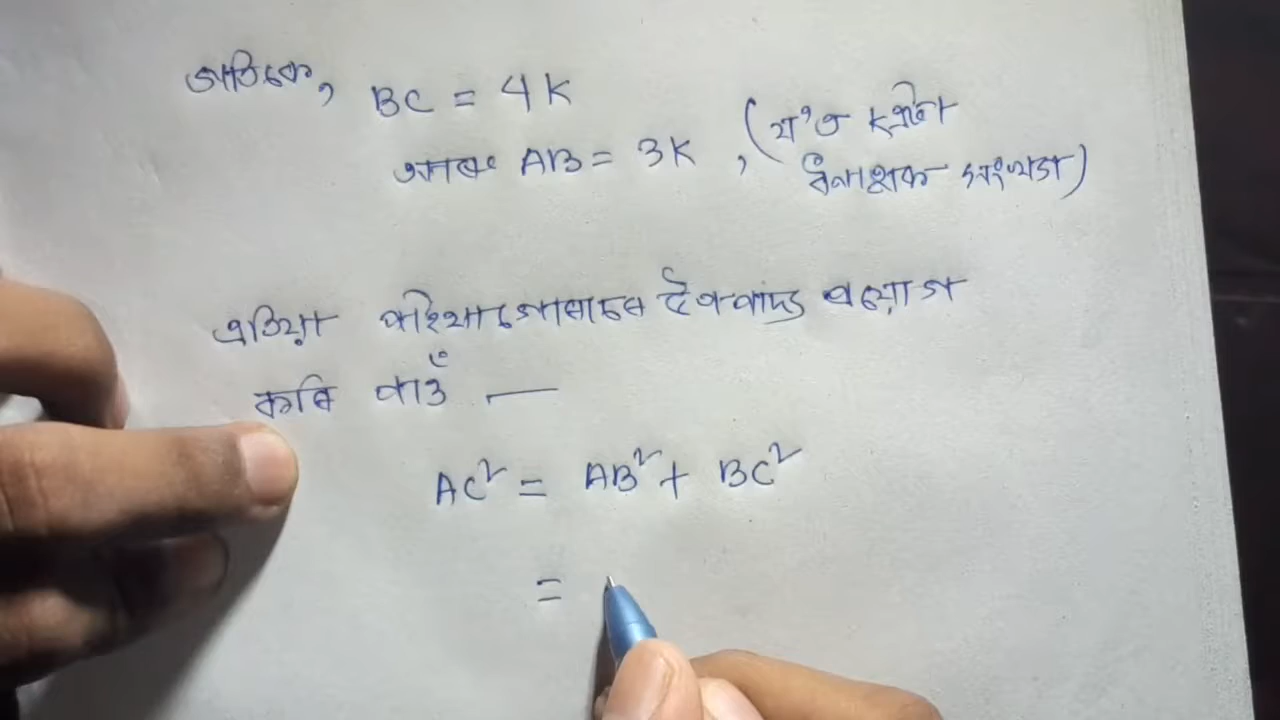 গতিকে, BC = 4K
আৰু AB = 3K, (য'ত K এটা
ধনাত্মক সংখ্যা)
এতিয়া পাইথাগোৰাছৰ উপপাদ্য প্ৰয়োগ
কৰি পাওঁ —
AC² = AB² + BC²
=